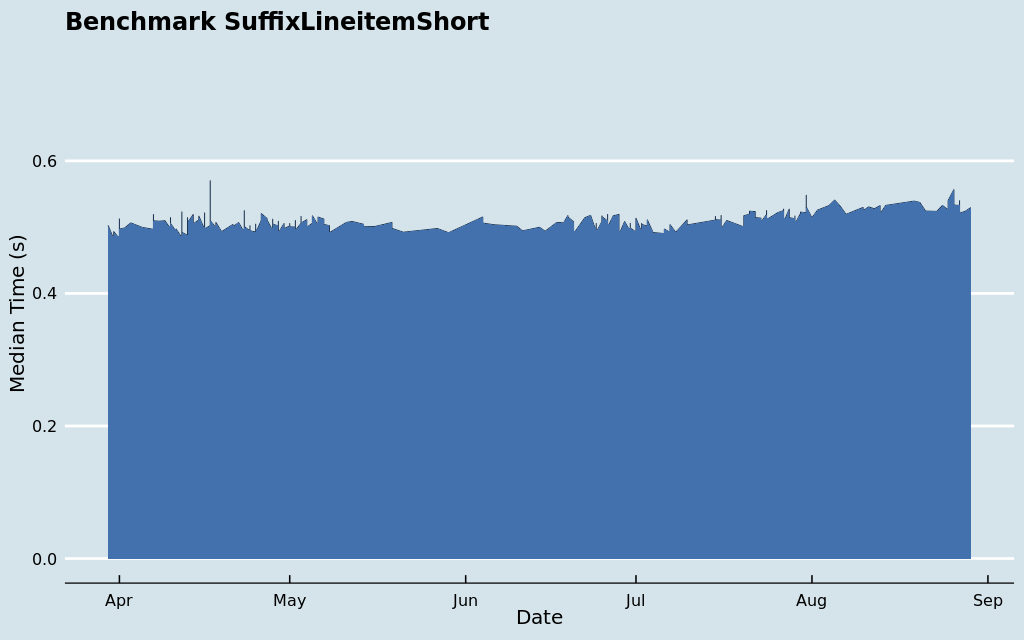 Benchmark SuffixLineitemShort
Median Time (s)
0.6
0.4
0.2
0.0
Apr May Jun Jul Aug Sep
Date